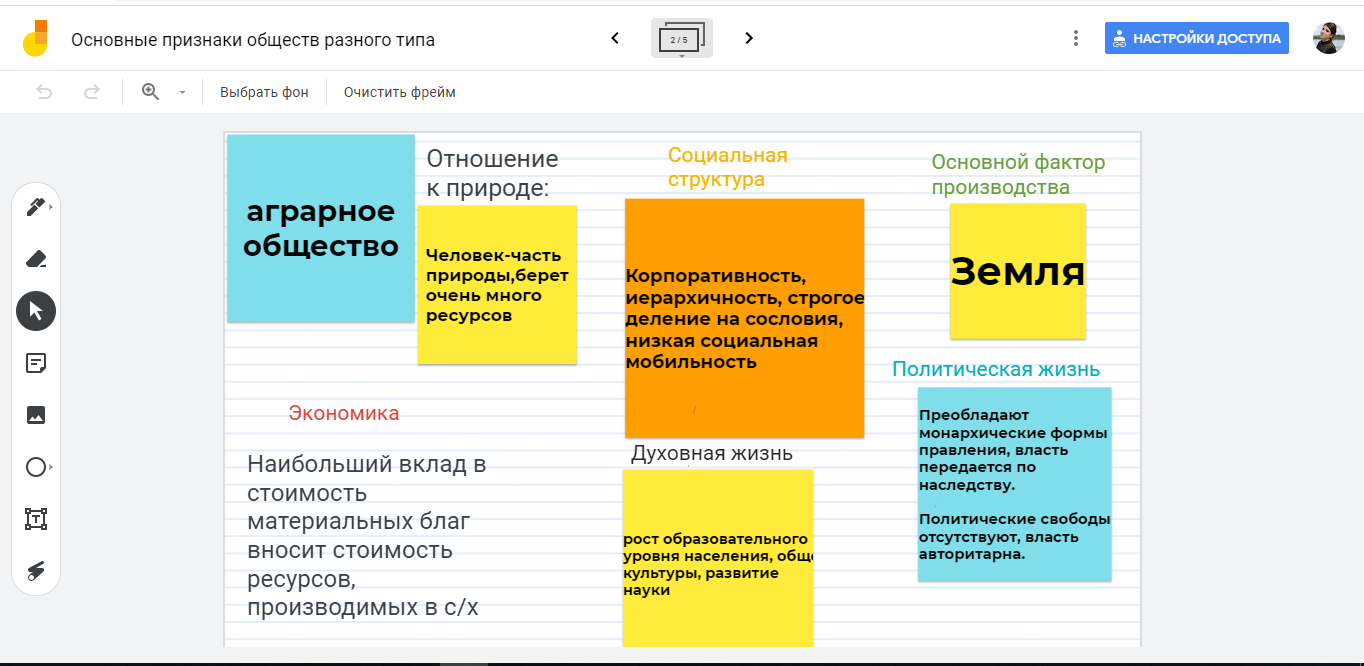 Основные признаки обществ разного типа
2 / 5
НАСТРОЙКИ ДОСТУПА
Выбрать фон
Очистить фрейм
аграрное
общество
Отношение
к природе:
Человек-часть
природы,берет
очень много
ресурсов
Социальная
структура
Корпоративность,
иерархичность, строгое
деление на сословия,
низкая социальная
мобильность
Основной фактор
производства
Земля
Политическая жизнь
Преобладают
монархические формы
правления, власть
передается по
наследству.
Политические свободы
отсутствуют, власть
авторитарна.
Экономика
Наибольший вклад в
стоимость
материальных благ
вносит стоимость
ресурсов,
производимых в с/х
Духовная жизнь
рост образовательного
уровня населения, общ
культуры, развитие
науки